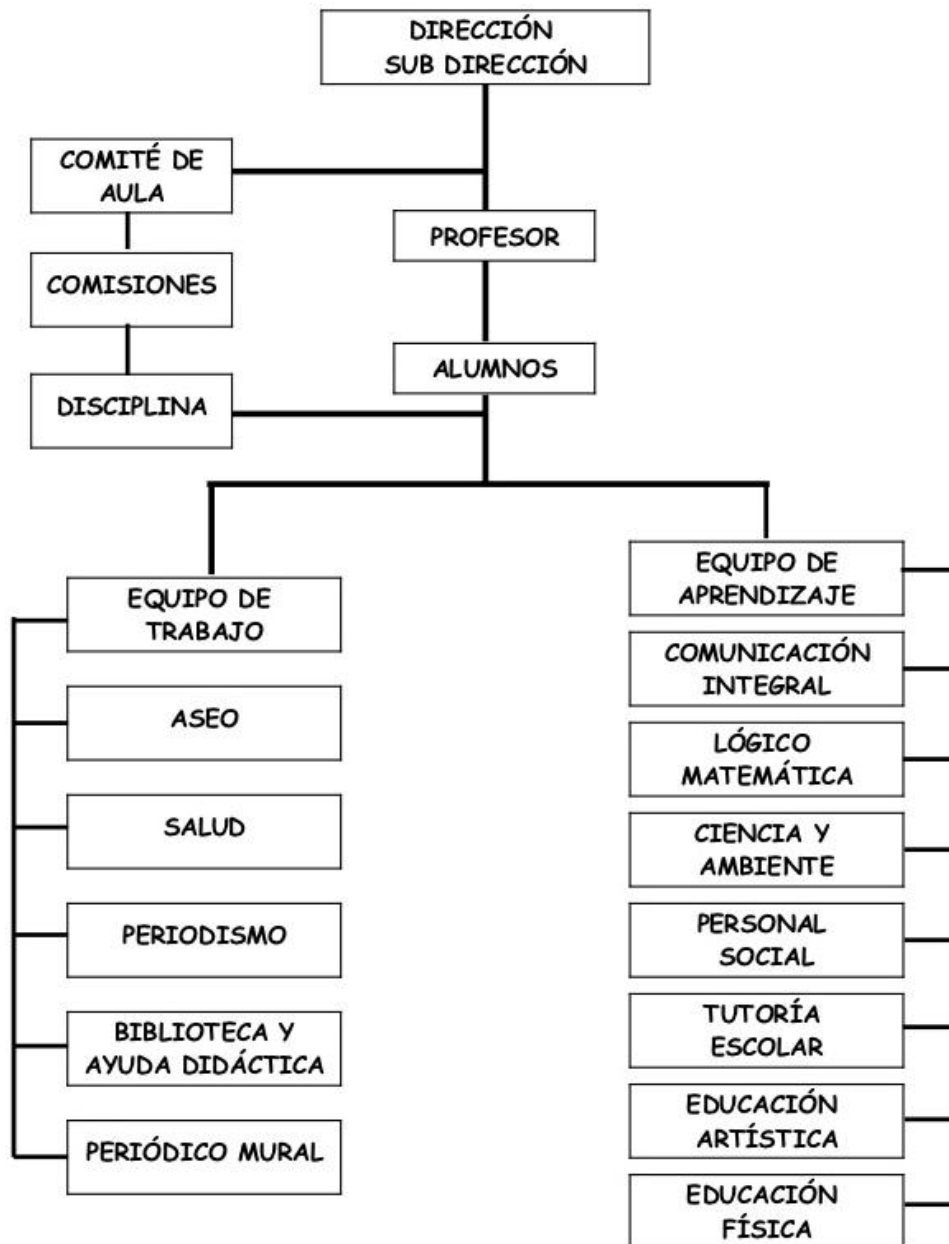 DIRECCIÓN
SUB DIRECCIÓN
COMITÉ DE
AULA
PROFESOR
COMISIONES
ALUMNOS
DISCIPLINA
EQUIPO DE
TRABAJO
ASEO
SALUD
PERIODISMO
BIBLIOTECA Y
AYUDA DIDÁCTICA
PERIÓDICO MURAL
EQUIPO DE
APRENDIZAJE
COMUNICACIÓN
INTEGRAL
LÓGICO
MATEMÁTICA
CIENCIA Y
AMBIENTE
PERSONAL
SOCIAL
TUTORÍA
ESCOLAR
EDUCACIÓN
ARTÍSTICA
EDUCACIÓN
FÍSICA